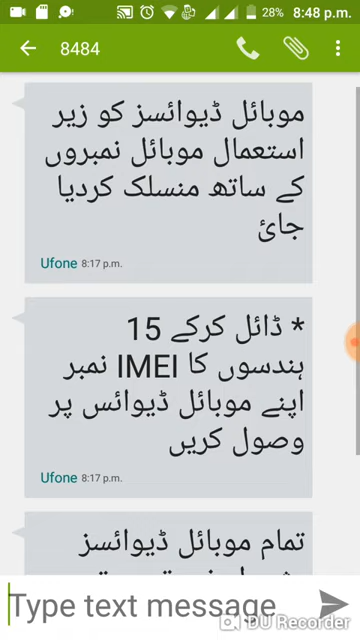 28% 8:48 p.m.
8484
موبائل ڈیوائسز کو زیر
استعمال موبائل نمبروں
کے ساتھ منسلک کردیا
جائ
Ufone 8:17 p.m.
* ڈائل کرکے 15
ہندسوں کا IMEI نمبر
اپنے موبائل ڈیوائس پر
وصول کریں
Ufone 8:17 p.m.
تمام موبائل ڈیوائسز
Type text message
DU Recorder